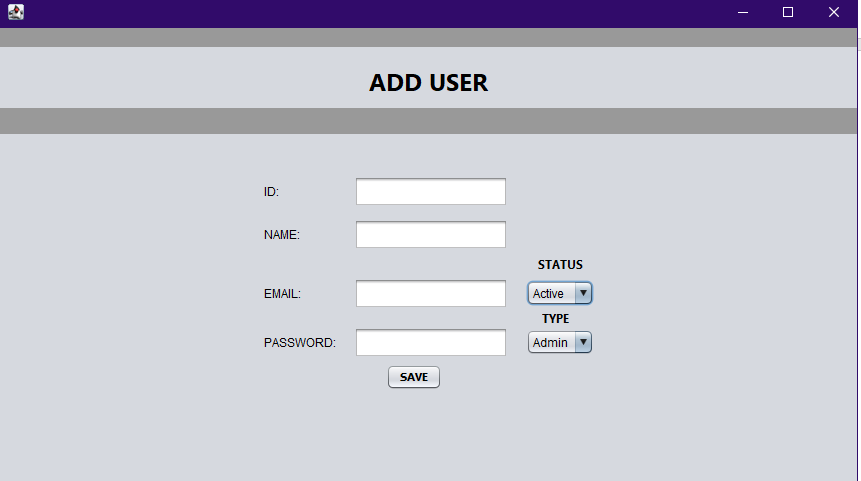 ADD USER
ID:
NAME:
STATUS
EMAIL:
Active
TYPE
PASSWORD:
Admin
SAVE